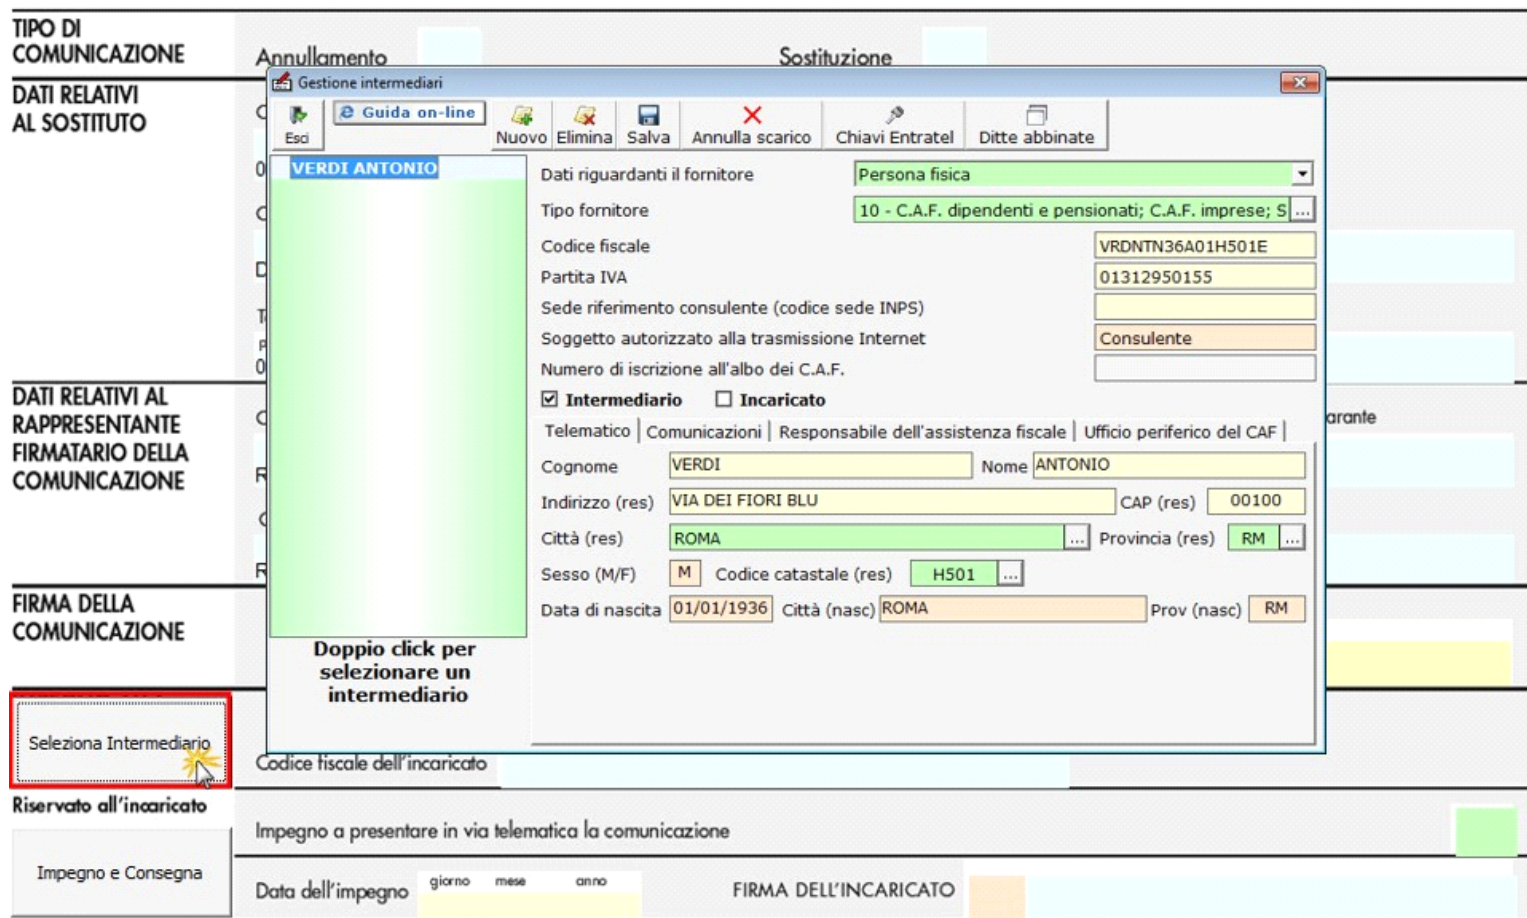 TIPO DI
COMUNICAZIONE
Annullamento
Sostituzione
DATI RELATIVI
AL SOSTITUTO
Gestione intermediari
Esci
Guida on-line
Nuovo Elimina Salva Annulla scarico Chiavi Entratel Ditte abbinate
VERDI ANTONIO
Dati riguardanti il fornitore Persona fisica
Tipo fornitore 10 - C.A.F. dipendenti e pensionati; C.A.F. imprese; S ...
Codice fiscale VRDNTN36A01H501E
Partita IVA 01312950155
Sede riferimento consulente (codice sede INPS)
Soggetto autorizzato alla trasmissione Internet Consulente
Numero di iscrizione all'albo dei C.A.F.
Intermediario Incaricato
Telematico Comunicazioni Responsabile dell'assistenza fiscale Ufficio periferico del CAF
Cognome VERDI Nome ANTONIO
Indirizzo (res) VIA DEI FIORI BLU CAP (res) 00100
Città (res) ROMA ... Provincia (res) RM ...
Sesso (M/F) M Codice catastale (res) H501 ...
Data di nascita 01/01/1936 Città (nasc) ROMA Prov (nasc) RM
Doppio click per
selezionare un
intermediario
DATI RELATIVI AL
RAPPRESENTANTE
FIRMATARIO DELLA
COMUNICAZIONE
arante
FIRMA DELLA
COMUNICAZIONE
Seleziona Intermediario
Codice fiscale dell'incaricato
Riservato all'incaricato
Impegno a presentare in via telematica la comunicazione
Impegno e Consegna
Data dell'impegno giorno mese anno FIRMA DELL'INCARICATO